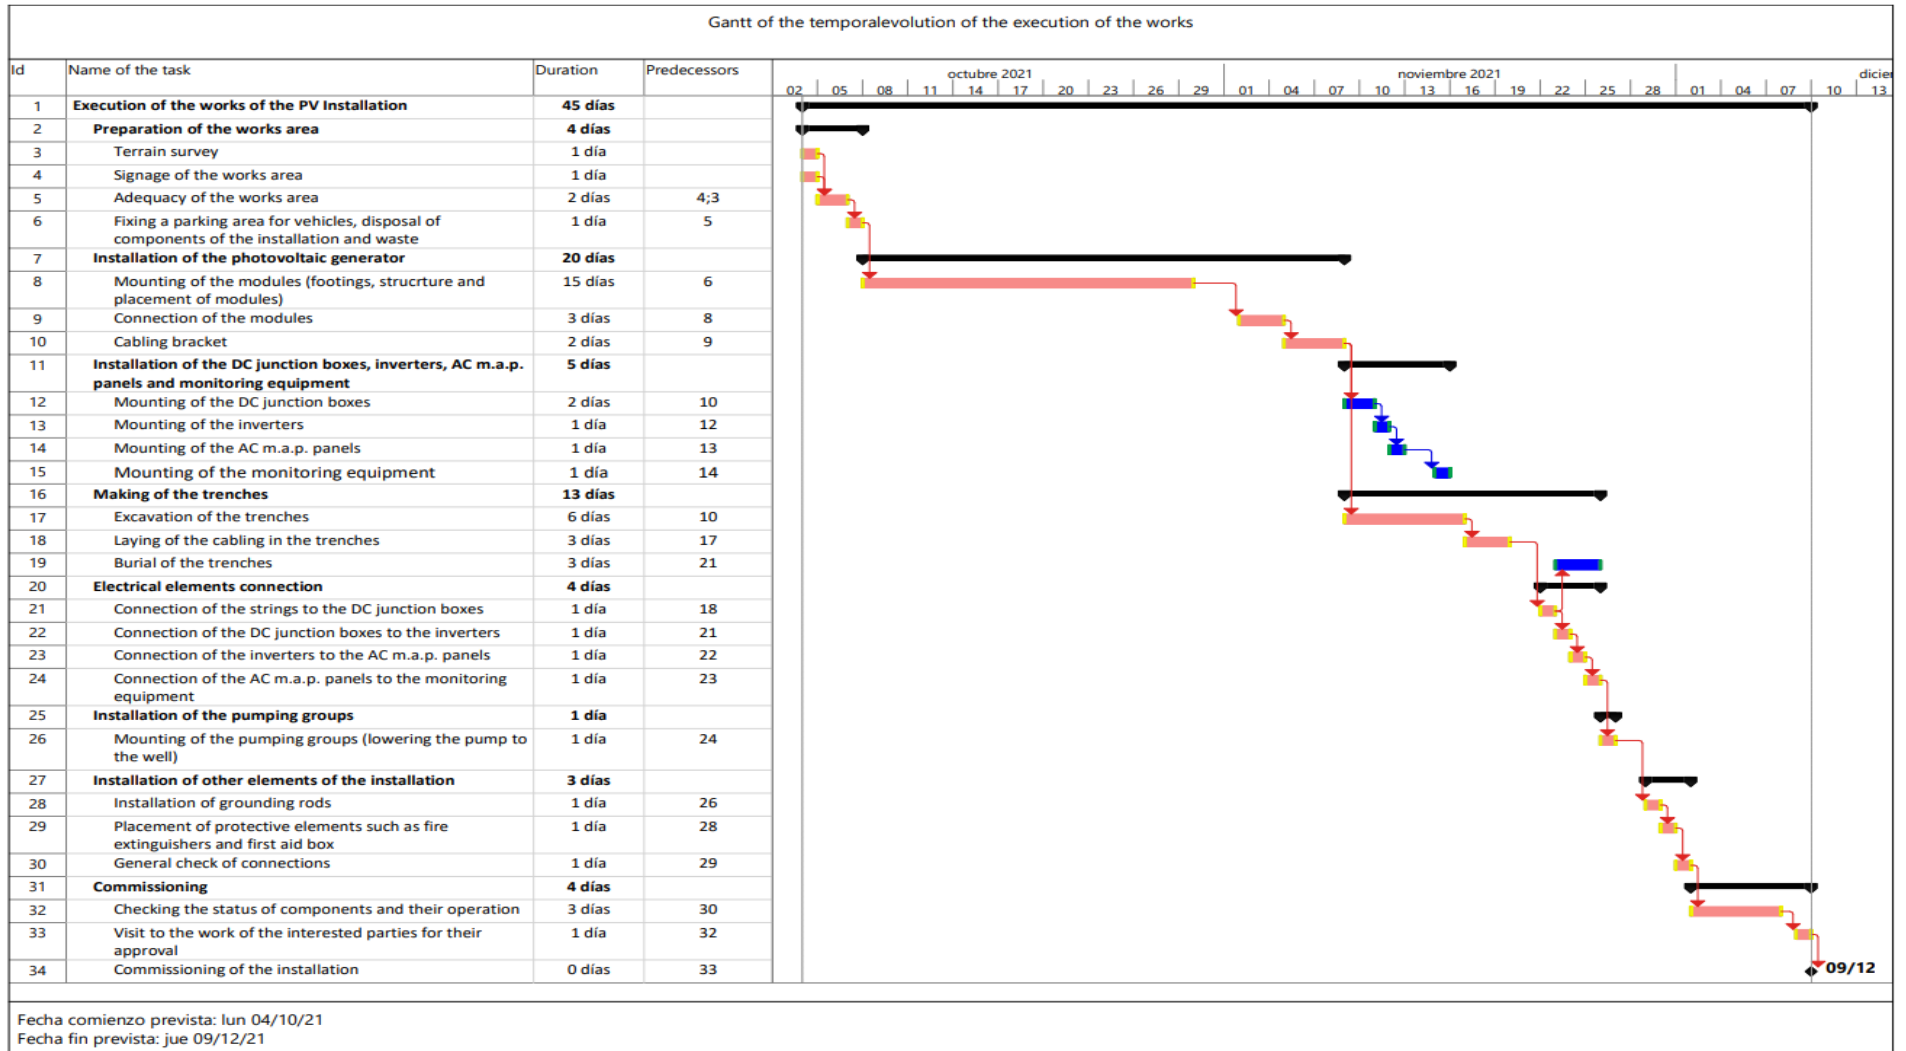 Gantt of the temporalevolution of the execution of the works
Id Name of the task Duration Predecessors
octubre 2021 noviembre 2021 dicier
02 05 08 11 14 17 20 23 26 29 01 04 07 10 13 16 19 22 25 28 01 04 07 10 13
1 Execution of the works of the PV Installation 45 días
2 Preparation of the works area 4 días
3 Terrain survey 1 día
4 Signage of the works area 1 día
5 Adequacy of the works area 2 días 4;3
6 Fixing a parking area for vehicles, disposal of 1 día 5
components of the installation and waste
7 Installation of the photovoltaic generator 20 días
8 Mounting of the modules (footings, strucrture and 15 días 6
placement of modules)
9 Connection of the modules 3 días 8
10 Cabling bracket 2 días 9
11 Installation of the DC junction boxes, inverters, AC m.a.p. 5 días
panels and monitoring equipment
12 Mounting of the DC junction boxes 2 días 10
13 Mounting of the inverters 1 día 12
14 Mounting of the AC m.a.p. panels 1 día 13
15 Mounting of the monitoring equipment 1 día 14
16 Making of the trenches 13 días
17 Excavation of the trenches 6 días 10
18 Laying of the cabling in the trenches 3 días 17
19 Burial of the trenches 3 días 21
20 Electrical elements connection 4 días
21 Connection of the strings to the DC junction boxes 1 día 18
22 Connection of the DC junction boxes to the inverters 1 día 21
23 Connection of the inverters to the AC m.a.p. panels 1 día 22
24 Connection of the AC m.a.p. panels to the monitoring 1 día 23
equipment
25 Installation of the pumping groups 1 día
26 Mounting of the pumping groups (lowering the pump to 1 día 24
the well)
27 Installation of other elements of the installation 3 días
28 Installation of grounding rods 1 día 26
29 Placement of protective elements such as fire 1 día 28
extinguishers and first aid box
30 General check of connections 1 día 29
31 Commissioning 4 días
32 Checking the status of components and their operation 3 días 30
33 Visit to the work of the interested parties for their 1 día 32
approval
34 Commissioning of the installation 0 días 33
09/12
Fecha comienzo prevista: lun 04/10/21
Fecha fin prevista: jue 09/12/21